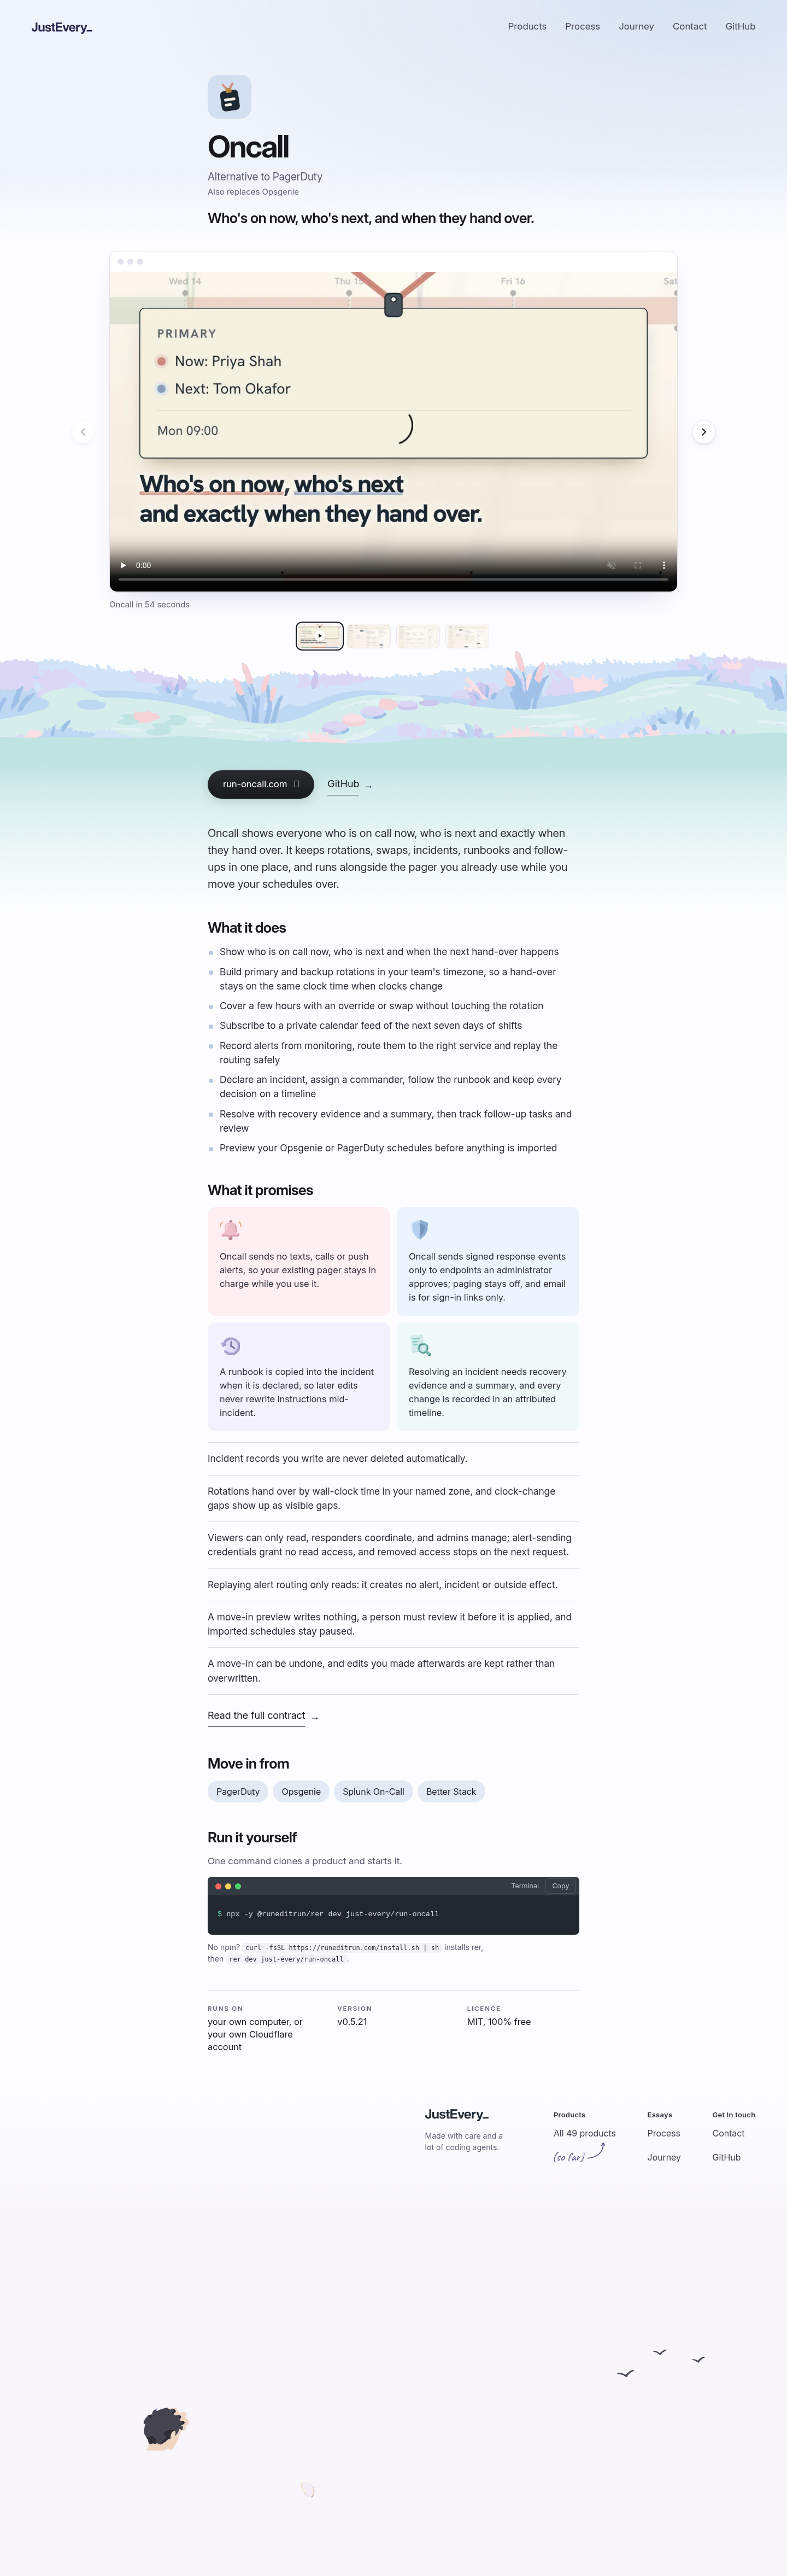 JustEvery_
Products Process Journey Contact GitHub
Oncall
Alternative to PagerDuty
Also replaces Opsgenie
Who's on now, who's next, and when they hand over.
Wed 14 Thu 15 Fri 16 Sat
PRIMARY
Now: Priya Shah
Next: Tom Okafor
Mon 09:00
Who's on now, who's next
and exactly when they hand over.
0:00
Oncall in 54 seconds
run-oncall.com
GitHub →
Oncall shows everyone who is on call now, who is next and exactly when
they hand over. It keeps rotations, swaps, incidents, runbooks and follow-
ups in one place, and runs alongside the pager you already use while you
move your schedules over.
What it does
Show who is on call now, who is next and when the next hand-over happens
Build primary and backup rotations in your team's timezone, so a hand-over
stays on the same clock time when clocks change
Cover a few hours with an override or swap without touching the rotation
Subscribe to a private calendar feed of the next seven days of shifts
Record alerts from monitoring, route them to the right service and replay the
routing safely
Declare an incident, assign a commander, follow the runbook and keep every
decision on a timeline
Resolve with recovery evidence and a summary, then track follow-up tasks and
review
Preview your Opsgenie or PagerDuty schedules before anything is imported
What it promises
Oncall sends no texts, calls or push
alerts, so your existing pager stays in
charge while you use it.
Oncall sends signed response events
only to endpoints an administrator
approves; paging stays off, and email
is for sign-in links only.
A runbook is copied into the incident
when it is declared, so later edits
never rewrite instructions mid-
incident.
Resolving an incident needs recovery
evidence and a summary, and every
change is recorded in an attributed
timeline.
Incident records you write are never deleted automatically.
Rotations hand over by wall-clock time in your named zone, and clock-change
gaps show up as visible gaps.
Viewers can only read, responders coordinate, and admins manage; alert-sending
credentials grant no read access, and removed access stops on the next request.
Replaying alert routing only reads: it creates no alert, incident or outside effect.
A move-in preview writes nothing, a person must review it before it is applied, and
imported schedules stay paused.
A move-in can be undone, and edits you made afterwards are kept rather than
overwritten.
Read the full contract →
Move in from
PagerDuty Opsgenie Splunk On-Call Better Stack
Run it yourself
One command clones a product and starts it.
Terminal Copy
$ npx -y @runeditrun/rer dev just-every/run-oncall
No npm? curl -fsSL https://runeditrun.com/install.sh | sh installs rer,
then rer dev just-every/run-oncall.
RUNS ON
your own computer, or
your own Cloudflare
account
VERSION
v0.5.21
LICENCE
MIT, 100% free
JustEvery_
Made with care and a
lot of coding agents.
Products
All 49 products
(so far)
Essays
Process
Journey
Get in touch
Contact
GitHub